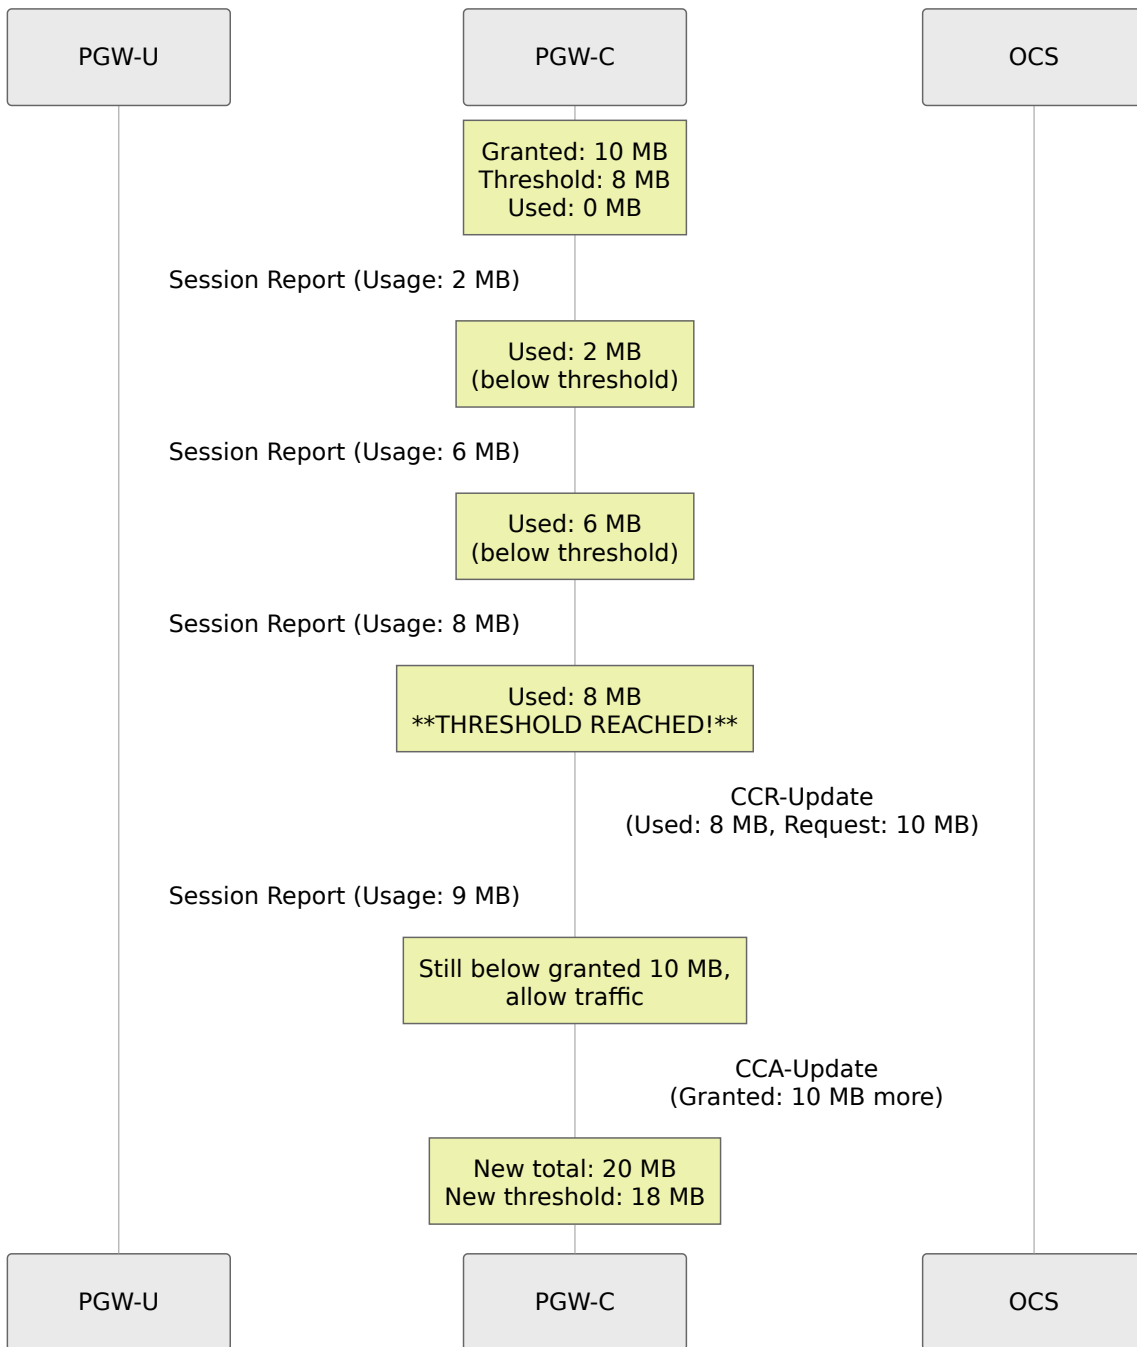 PGW-U
PGW-C
OCS
Granted: 10 MB
Threshold: 8 MB
Used: 0 MB
Session Report (Usage: 2 MB)
Used: 2 MB
(below threshold)
Session Report (Usage: 6 MB)
Used: 6 MB
(below threshold)
Session Report (Usage: 8 MB)
Used: 8 MB
**THRESHOLD REACHED!**
CCR-Update
(Used: 8 MB, Request: 10 MB)
Session Report (Usage: 9 MB)
Still below granted 10 MB,
allow traffic
CCA-Update
(Granted: 10 MB more)
New total: 20 MB
New threshold: 18 MB
PGW-U
PGW-C
OCS